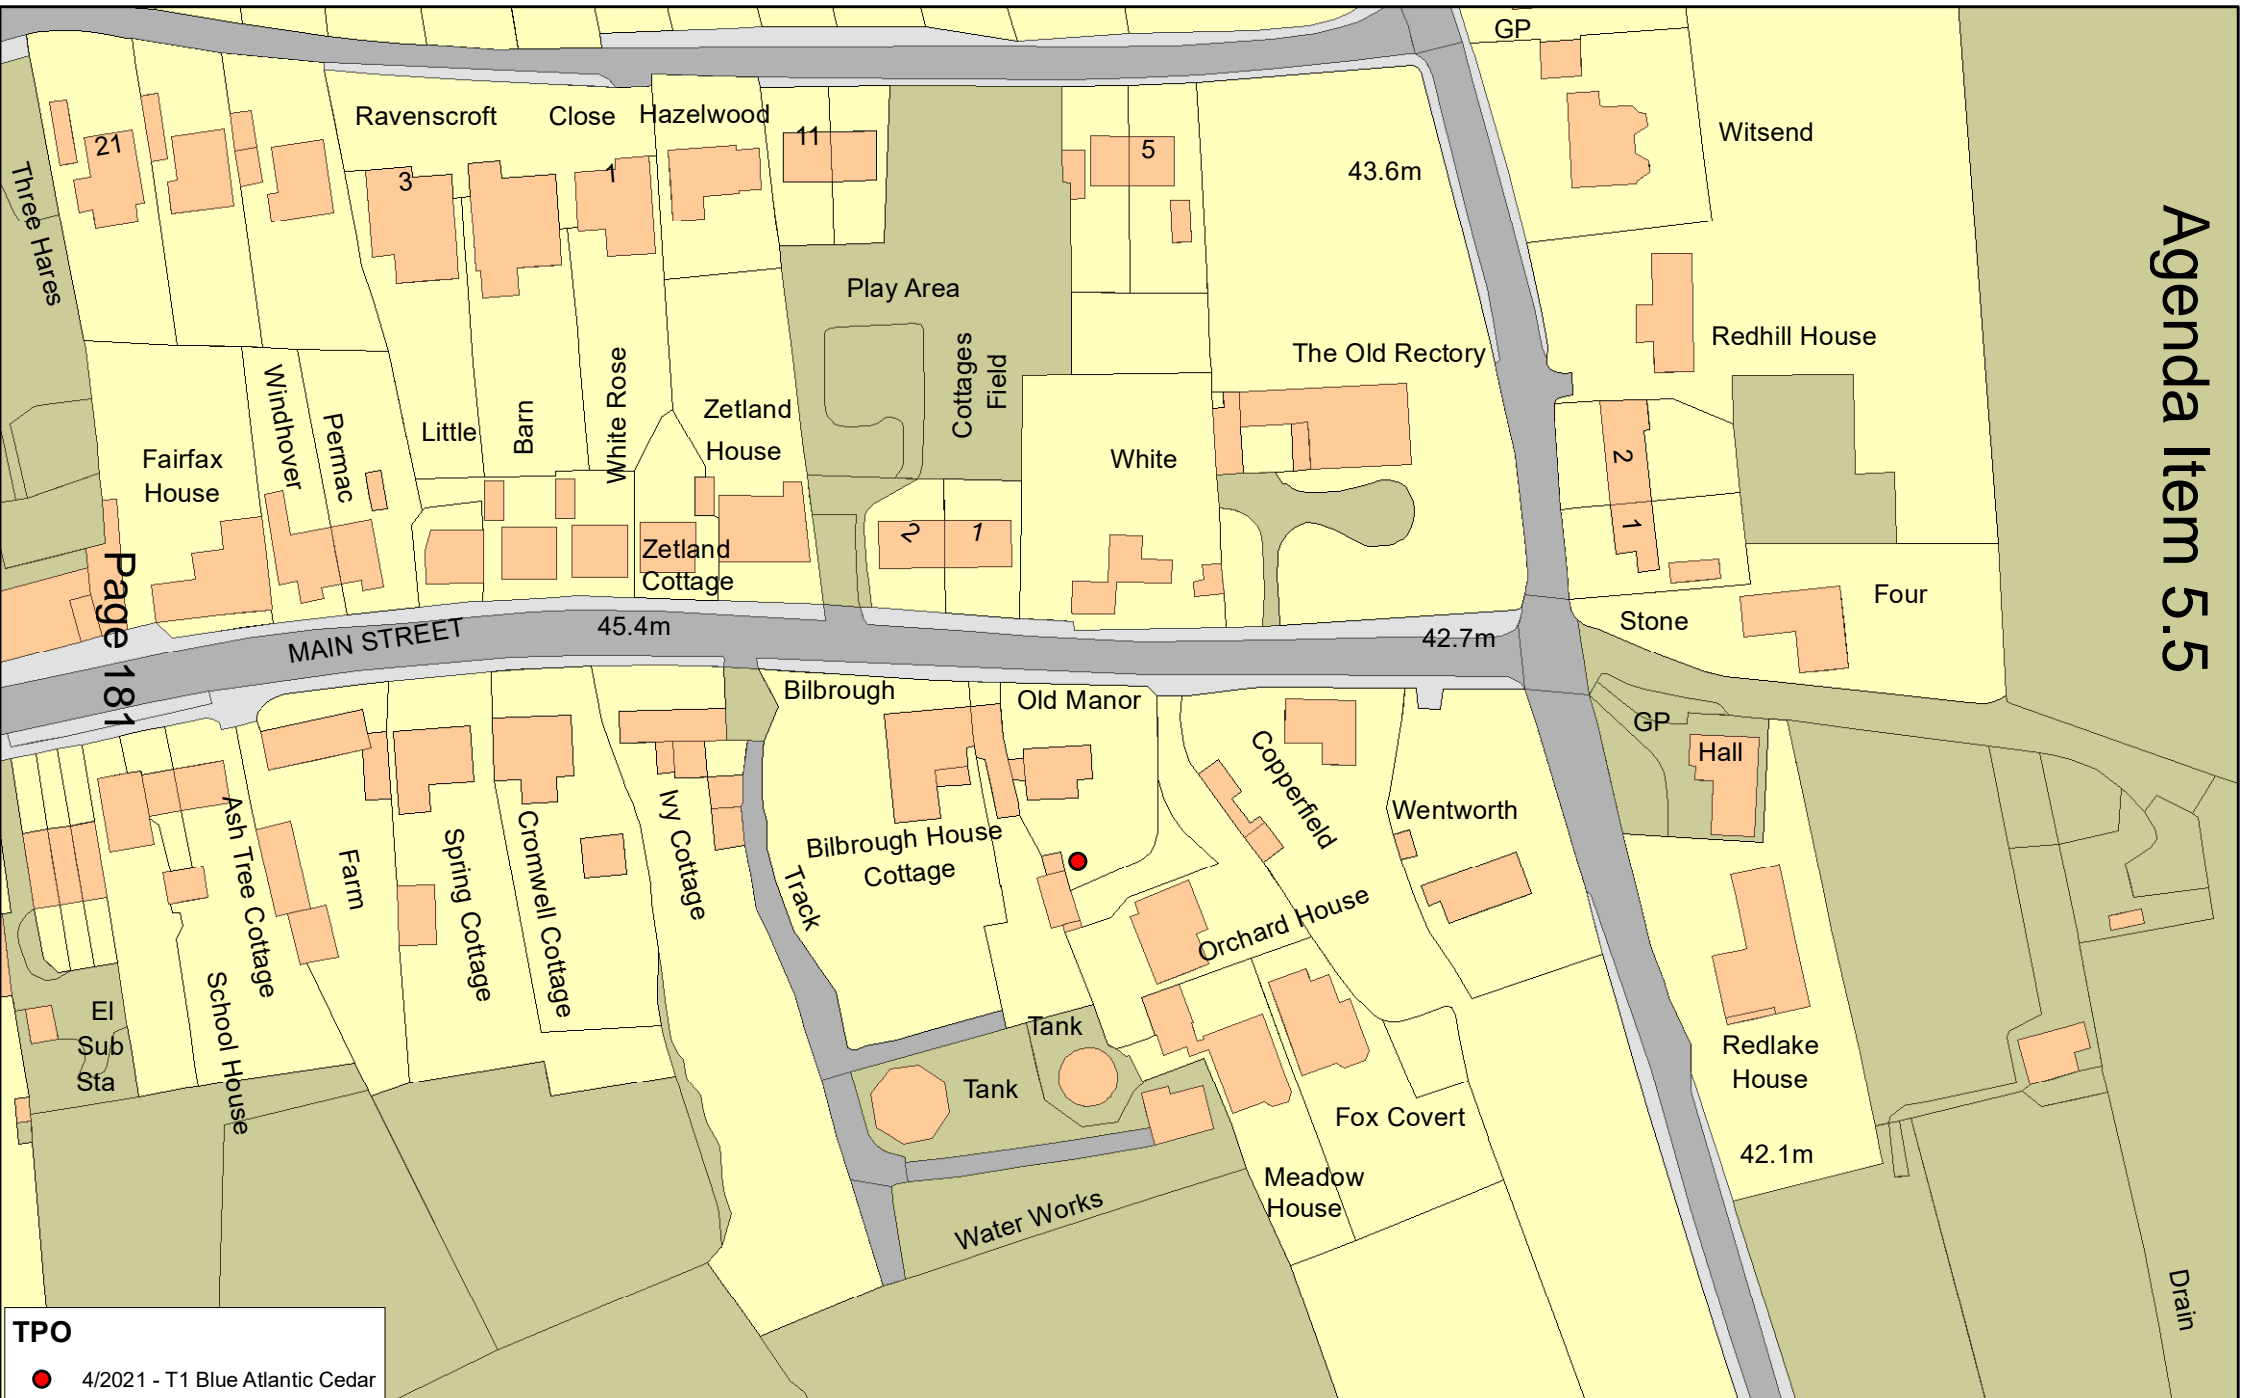 GP
Ravenscroft Close Hazelwood
11
5
21
3
1
43.6m
Witsend
Three Hares
Agenda Item 5.5
Play Area
Cottages
Field
The Old Rectory
Redhill House
Windhover
Permac
Little
Barn
White Rose
Zetland
House
Fairfax
House
White
2
1
2
1
Zetland
Cottage
Page 181
MAIN STREET
45.4m
42.7m
Stone
Four
Bilbrough
Old Manor
GP
Hall
Copperfield
Wentworth
Ash Tree Cottage
Farm
Spring Cottage
Cromwell Cottage
Ivy Cottage
Track
Bilbrough House
Cottage
Orchard House
School House
El
Sub
Sta
Tank
Tank
Redlake
House
Fox Covert
42.1m
Meadow
House
Water Works
Drain
TPO
4/2021 - T1 Blue Atlantic Cedar